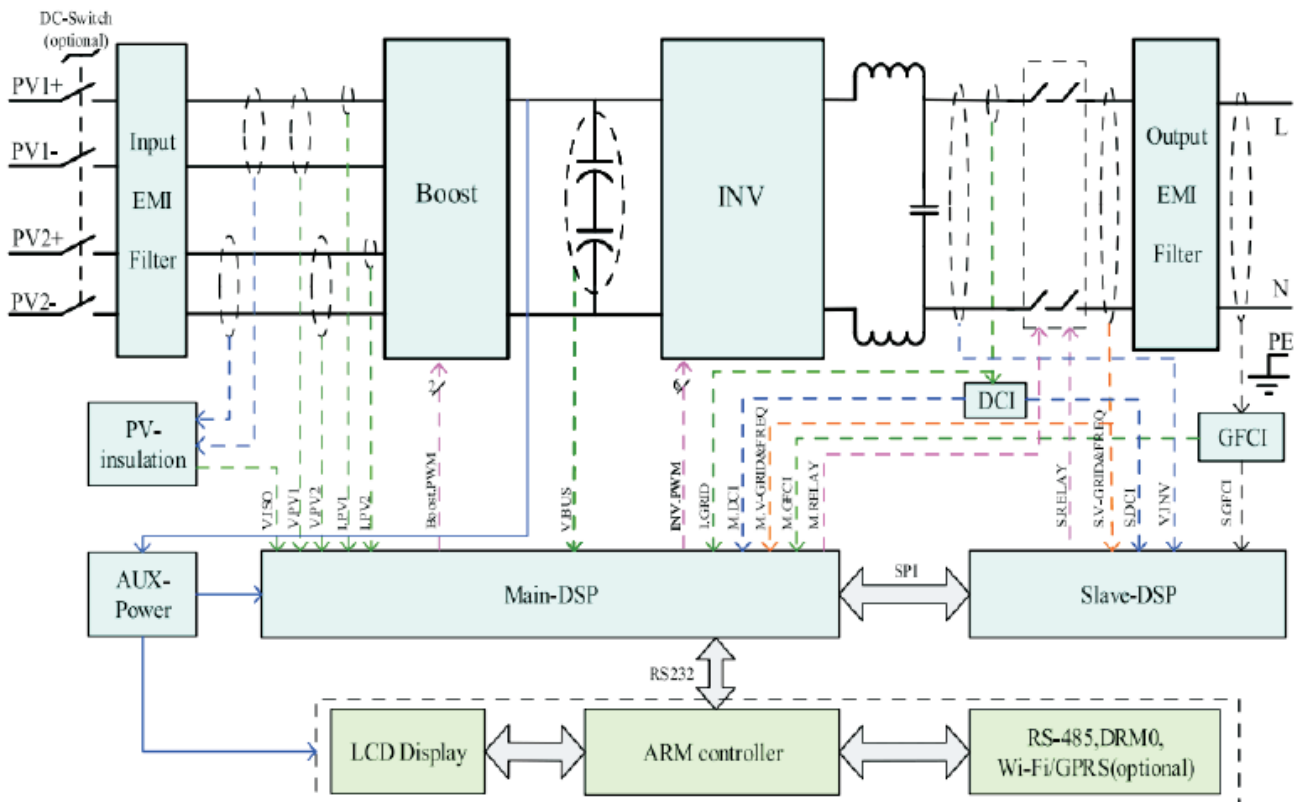 DC-Switch
(optional)
PV1+
PV1-
PV2+
PV2-
Input
EMI
Filter
Boost
INV
Output
EMI
Filter
L
N
PE
DCI
GFCI
PV-
insulation
2
6
V.ISO
V.PV1
V.PV2
I.PV1
I.PV2
Boost.PWM
V.BUS
INV.PWM
I.GRID
M.DCI
M.V-GRID&FREQ
M.GFCI
M.RELAY
S.RELAY
S.V-GRID&FREQ
S.DCI
V.INV
S.GFCI
AUX-
Power
Main-DSP
SPI
Slave-DSP
RS232
LCD Display
ARM controller
RS-485,DRM0,
Wi-Fi/GPRS(optional)